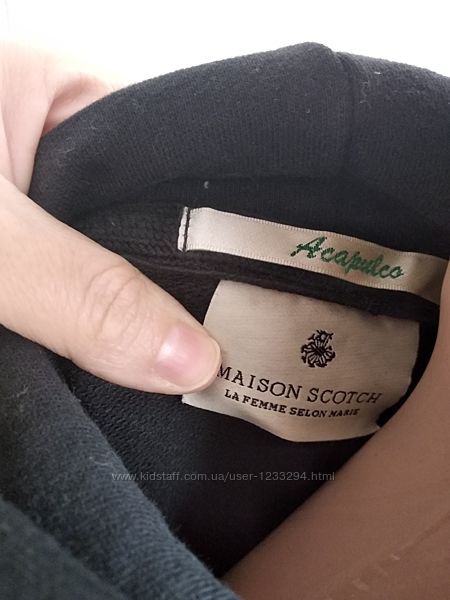 Acapulco
MAISON SCOTCH
LA FEMME SELON MARIE
www.kidstaff.com.ua/user-1233294.html